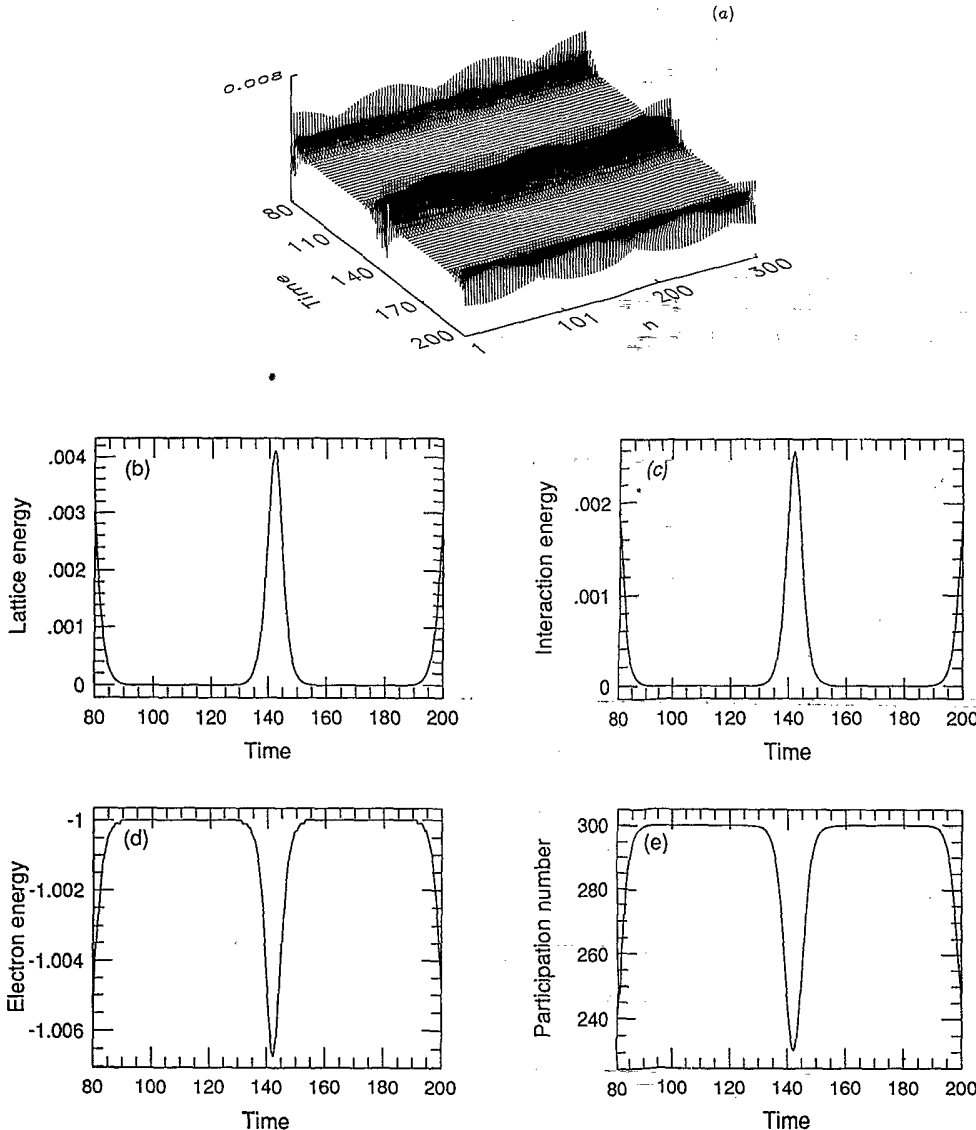 (a)
0.008
80
110
140
170
200
Time
1
101
200
300
n
(b)
.004
.003
.002
.001
0
Lattice energy
80 100 120 140 160 180 200
Time
(c)
.002
.001
0
Interaction energy
80 100 120 140 160 180 200
Time
(d)
-1
-1.002
-1.004
-1.006
Electron energy
80 100 120 140 160 180 200
Time
(e)
300
280
260
240
Participation number
80 100 120 140 160 180 200
Time